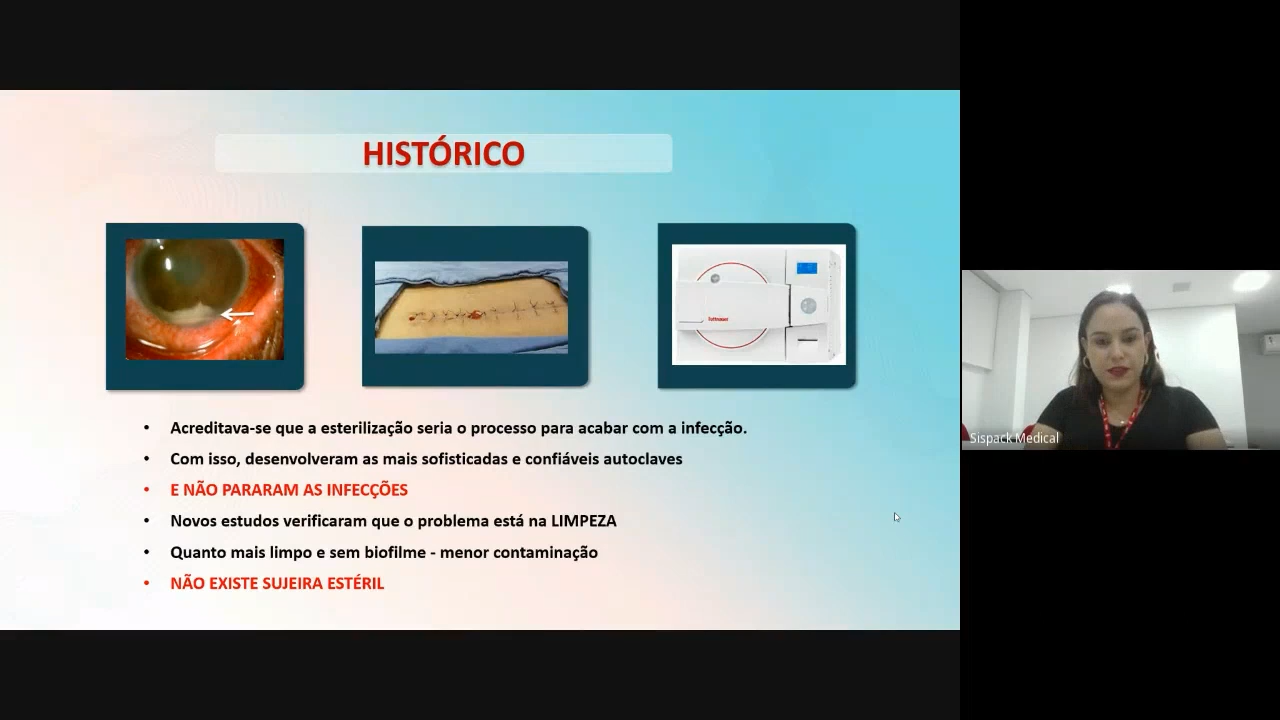 HISTÓRICO
Acreditava-se que a esterilização seria o processo para acabar com a infecção.
Com isso, desenvolveram as mais sofisticadas e confiáveis autoclaves
E NÃO PARARAM AS INFECÇÕES
Novos estudos verificaram que o problema está na LIMPEZA
Quanto mais limpo e sem biofilme - menor contaminação
NÃO EXISTE SUJEIRA ESTÉRIL
Sispack Medical